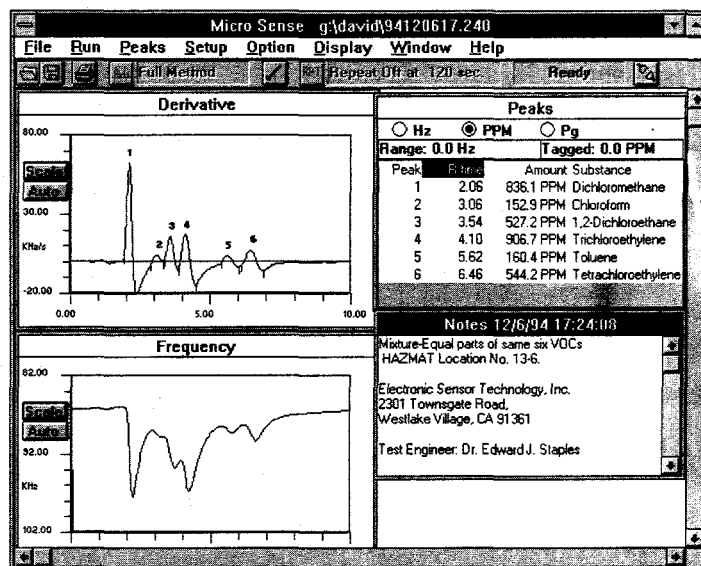 Micro Sense g:\david\94120617.240
File Run Peaks Setup Option Display Window Help
Full Method Repeat Off at 120 sec Ready
Derivative
80.00
30.00
KHz/s
-20.00
Scale
Auto
1
2
3
4
5
6
0.00 5.00 10.00
Peaks
Hz PPM Pg
Range: 0.0 Hz Tagged: 0.0 PPM
Peak R time Amount Substance
1 2.06 836.1 PPM Dichloromethane
2 3.06 152.9 PPM Chloroform
3 3.54 527.2 PPM 1,2-Dichloroethane
4 4.10 906.7 PPM Trichloroethylene
5 5.62 160.4 PPM Toluene
6 6.46 544.2 PPM Tetrachloroethylene
Frequency
82.00
Scale
Auto
92.00
KHz
102.00
Notes 12/6/94 17:24:08
Mixture-Equal parts of same six VOCs
HAZMAT Location No. 13-6.
Electronic Sensor Technology, Inc.
2301 Townsgate Road,
Westlake Village, CA 91361
Test Engineer: Dr. Edward J. Staples